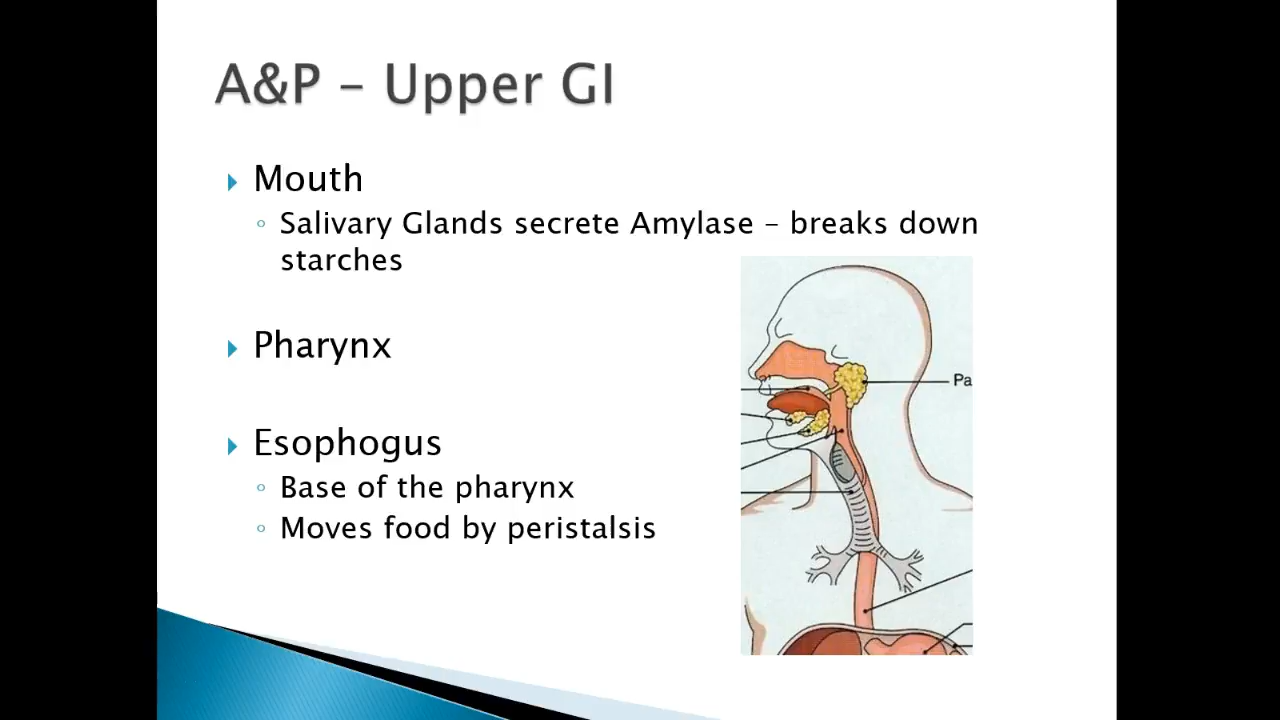 A&P – Upper GI
Mouth
Salivary Glands secrete Amylase – breaks down
starches
Pharynx
Pa
Esophogus
Base of the pharynx
Moves food by peristalsis